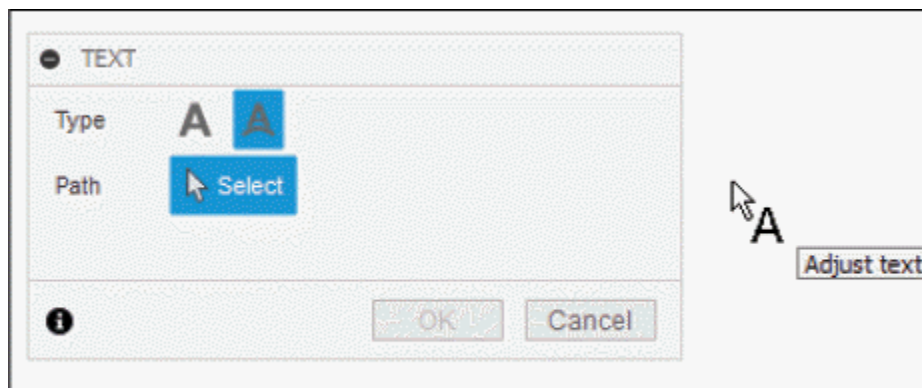 TEXT
Type A A
Path Select
A
Adjust text
OK Cancel